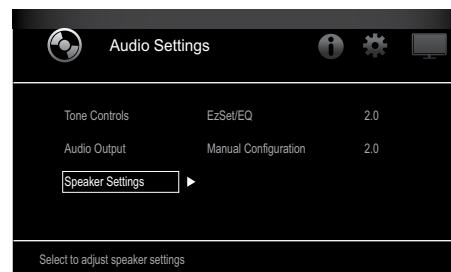 Audio Settings
Tone Controls EzSet/EQ 2.0
Audio Output Manual Configuration 2.0
Speaker Settings
Select to adjust speaker settings